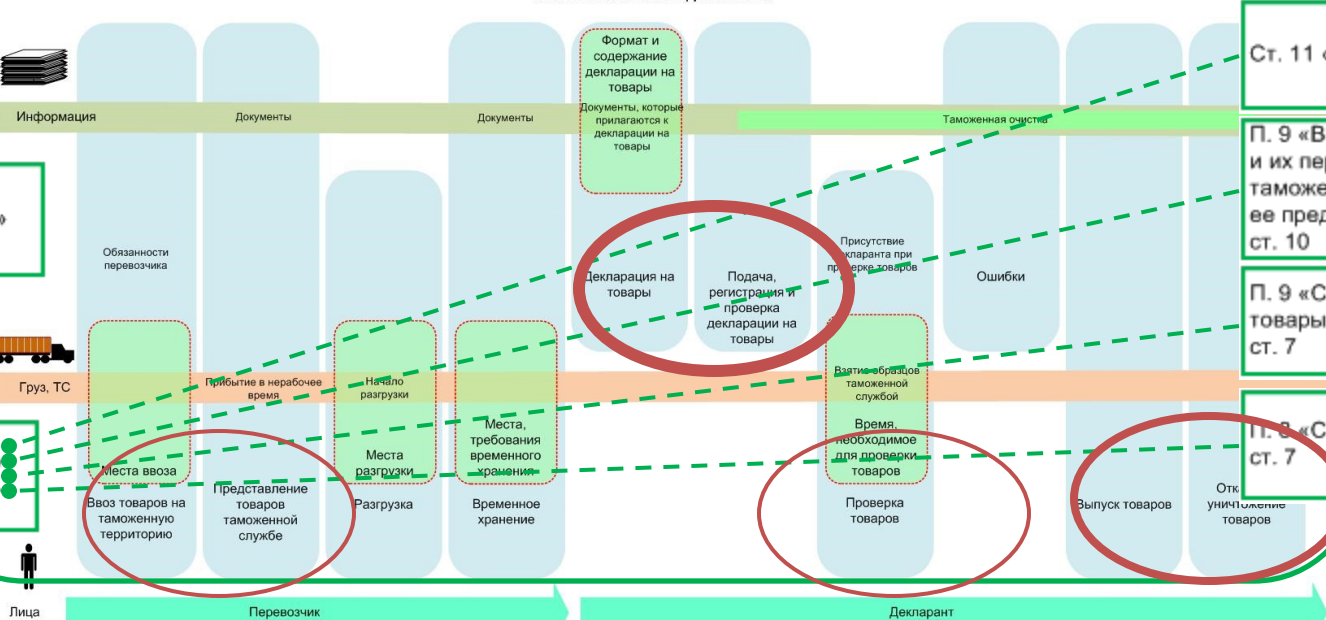 Формат и
содержание
декларации на
товары
Информация
Документы
Документы
Документы, которые
прилагаются к
декларации на
товары
Таможенная очистка
Ст. 11
П. 9 «В
и их пер
таможе
ее пред
ст. 10
»
Обязанности
перевозчика
Декларация на
товары
Подача,
регистрация и
проверка
декларации на
товары
Присутствие
декларанта при
проверке товаров
Ошибки
П. 9 «С
товары
ст. 7
Груз, ТС
Прибытие в нерабочее
время
Начало
разгрузки
Взятие образцов
таможенной
службой
Места ввоза
Места
разгрузки
Места,
требования
временного
хранения
Время,
необходимое
для проверки
товаров
П. 8 «С
ст. 7
Ввоз товаров на
таможенную
территорию
Представление
товаров
таможенной
службе
Разгрузка
Временное
хранение
Проверка
товаров
Выпуск товаров
Отк
уничтожение
товаров
Лица
Перевозчик
Декларант